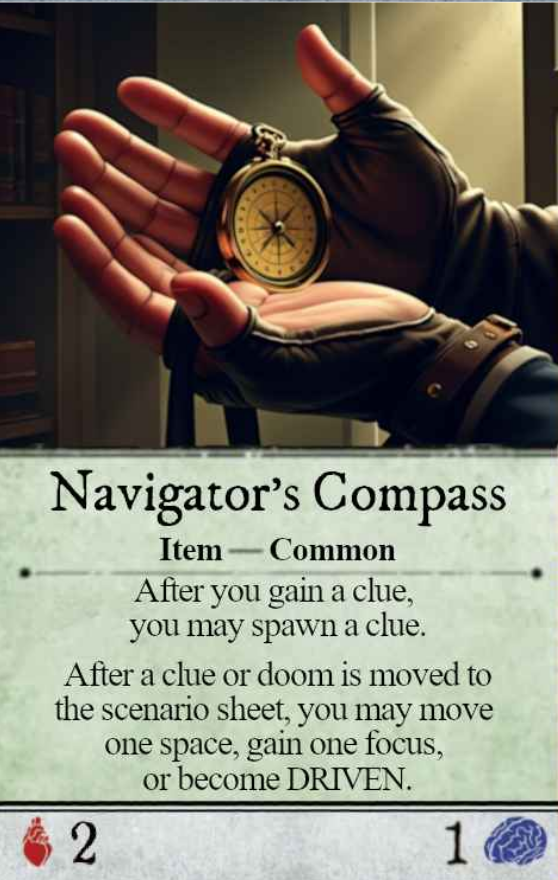 Navigator's Compass
Item — Common
After you gain a clue,
you may spawn a clue.
After a clue or doom is moved to
the scenario sheet, you may move
one space, gain one focus,
or become DRIVEN.
2 1